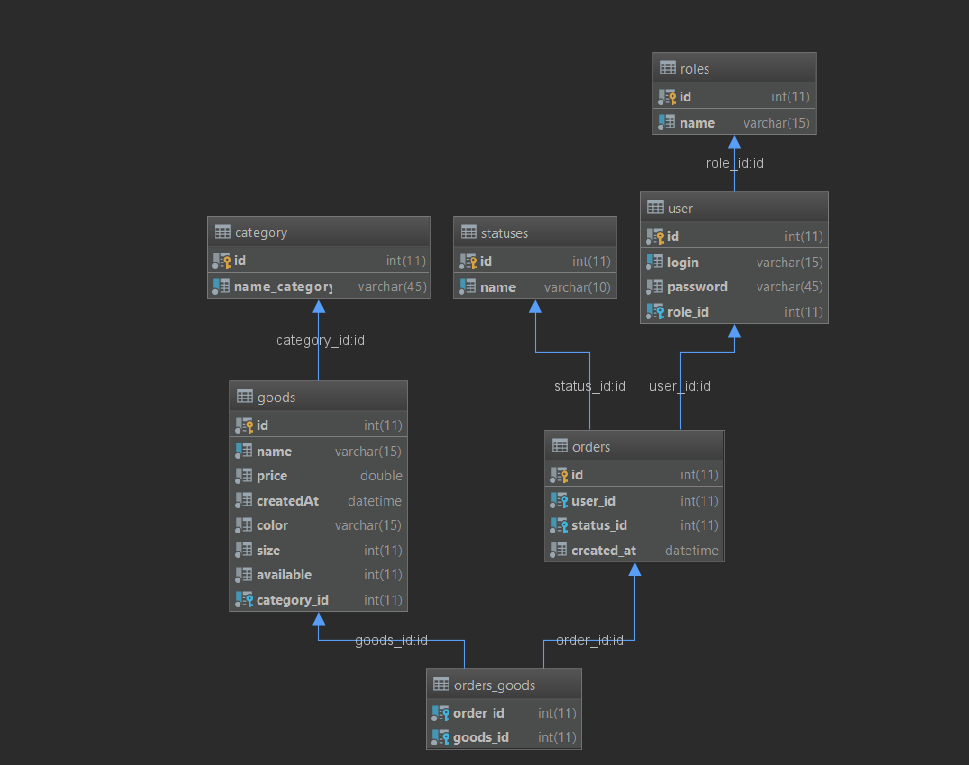 roles
id int(11)
name varchar(15)
role_id:id
user
id int(11)
login varchar(15)
password varchar(45)
role_id int(11)
category
id int(11)
name_category varchar(45)
statuses
id int(11)
name varchar(10)
category_id:id
status_id:id
user_id:id
goods
id int(11)
name varchar(15)
price double
createdAt datetime
color varchar(15)
size int(11)
available int(11)
category_id int(11)
orders
id int(11)
user_id int(11)
status_id int(11)
created_at datetime
goods_id:id
order_id:id
orders_goods
order_id int(11)
goods_id int(11)